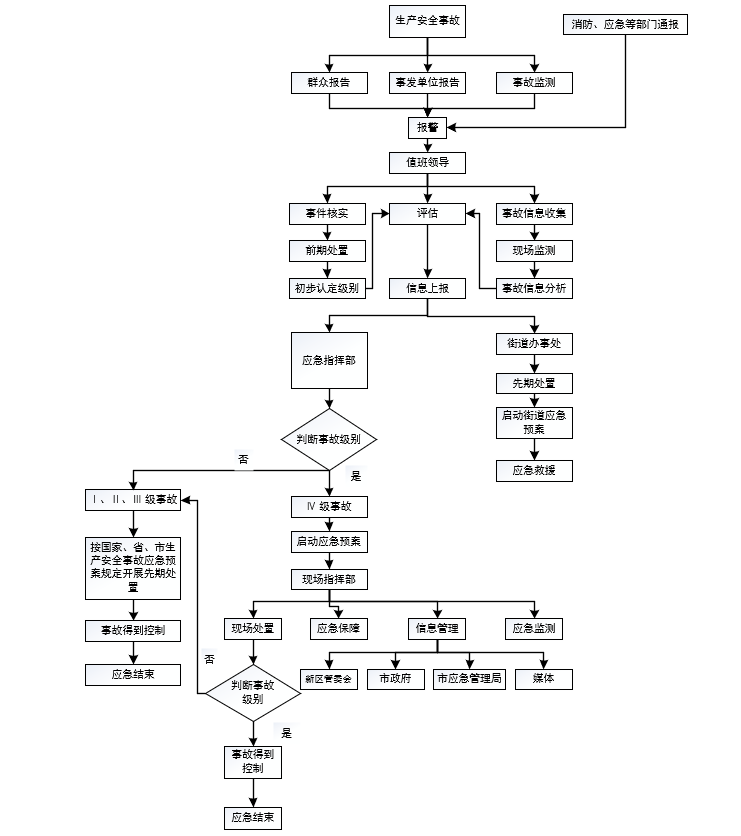 生产安全事故
消防、应急等部门通报
群众报告
事发单位报告
事故监测
报警
值班领导
事件核实
评估
事故信息收集
前期处置
现场监测
初步认定级别
信息上报
事故信息分析
应急指挥部
街道办事处
先期处置
启动街道应急
预案
判断事故级别
应急救援
否
是
Ⅰ、Ⅱ、Ⅲ 级事故
Ⅳ 级事故
启动应急预案
按国家、省、市生
产安全事故应急预
案规定开展先期处
置
现场指挥部
事故得到控制
现场处置
应急保障
信息管理
应急监测
否
应急结束
新区管委会
市政府
市应急管理局
媒体
判断事故
级别
是
事故得到
控制
应急结束